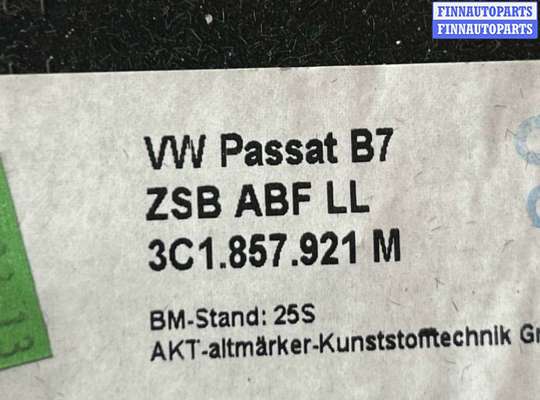 FINNAUTOPARTS
FINNAUTOPARTS
VW Passat B7
ZSB ABF LL
3C1.857.921 M
BM-Stand: 25S
AKT-altmärker-Kunststofftechnik G